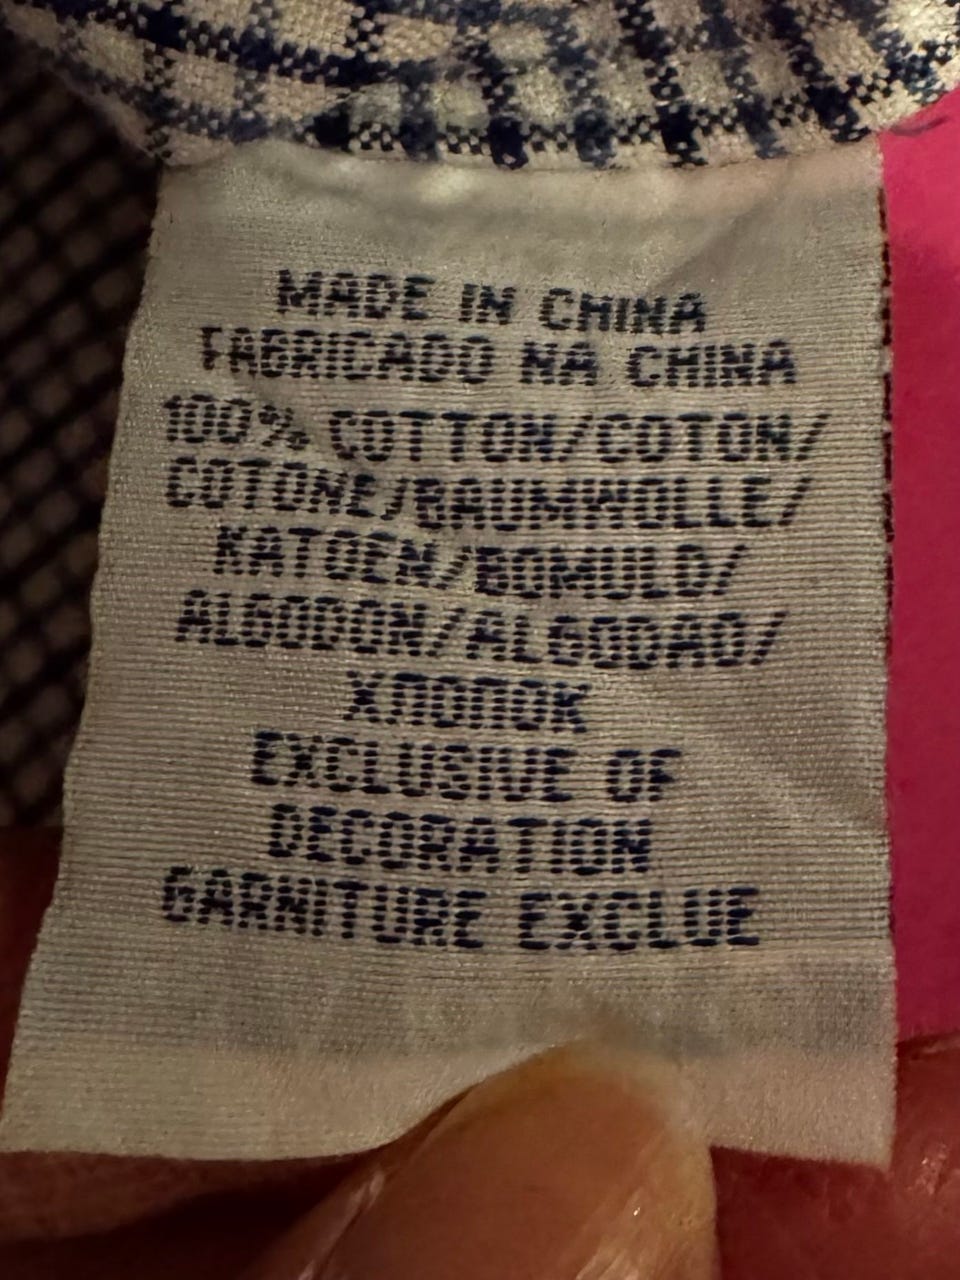 MADE IN CHINA
FABRICADO NA CHINA
100% COTTON/COTON/
COTONE/BAUMWOLLE/
KATOEN/BOMULD/
ALGODON/ALGODAO/
ХЛОПОК
EXCLUSIVE OF
DECORATION
GARNITURE EXCLUE